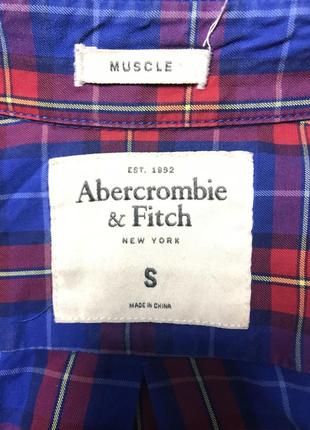 MUSCLE
EST. 1892
Abercrombie
& Fitch
NEW YORK
S
MADE IN CHINA